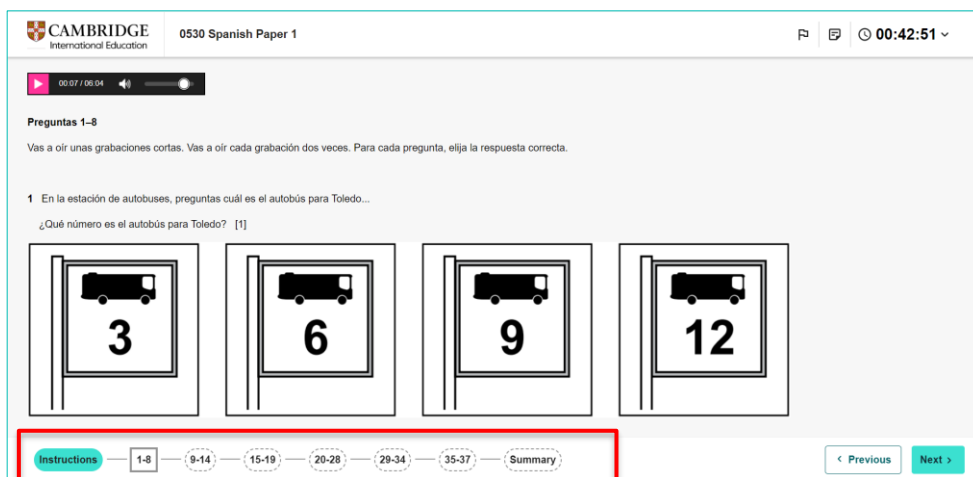 CAMBRIDGE
International Education
0530 Spanish Paper 1
00:42:51
00:07 / 06:04
Preguntas 1–8
Vas a oír unas grabaciones cortas. Vas a oír cada grabación dos veces. Para cada pregunta, elija la respuesta correcta.
1 En la estación de autobuses, preguntas cuál es el autobús para Toledo...
¿Qué número es el autobús para Toledo? [1]
3 6 9 12
Instructions 1-8 9-14 15-19 20-28 29-34 35-37 Summary
< Previous Next >